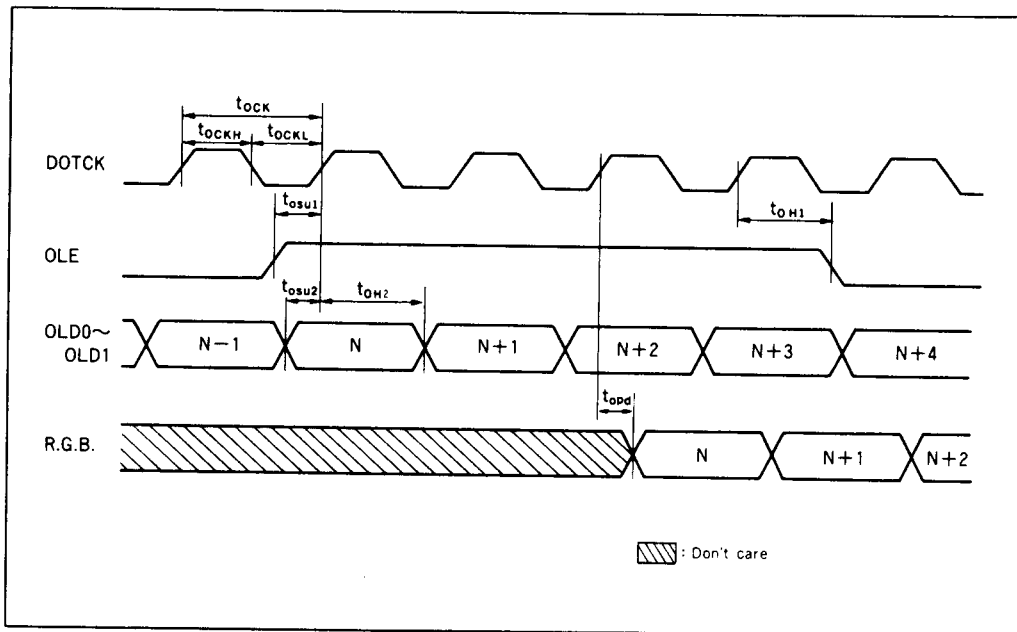 tOCK
tOCKH tOCKL
DOTCK
tosu1
tOH1
OLE
tosu2 tOH2
OLD0~
OLD1
N-1 N N+1 N+2 N+3 N+4
topd
R.G.B.
N N+1 N+2
: Don't care